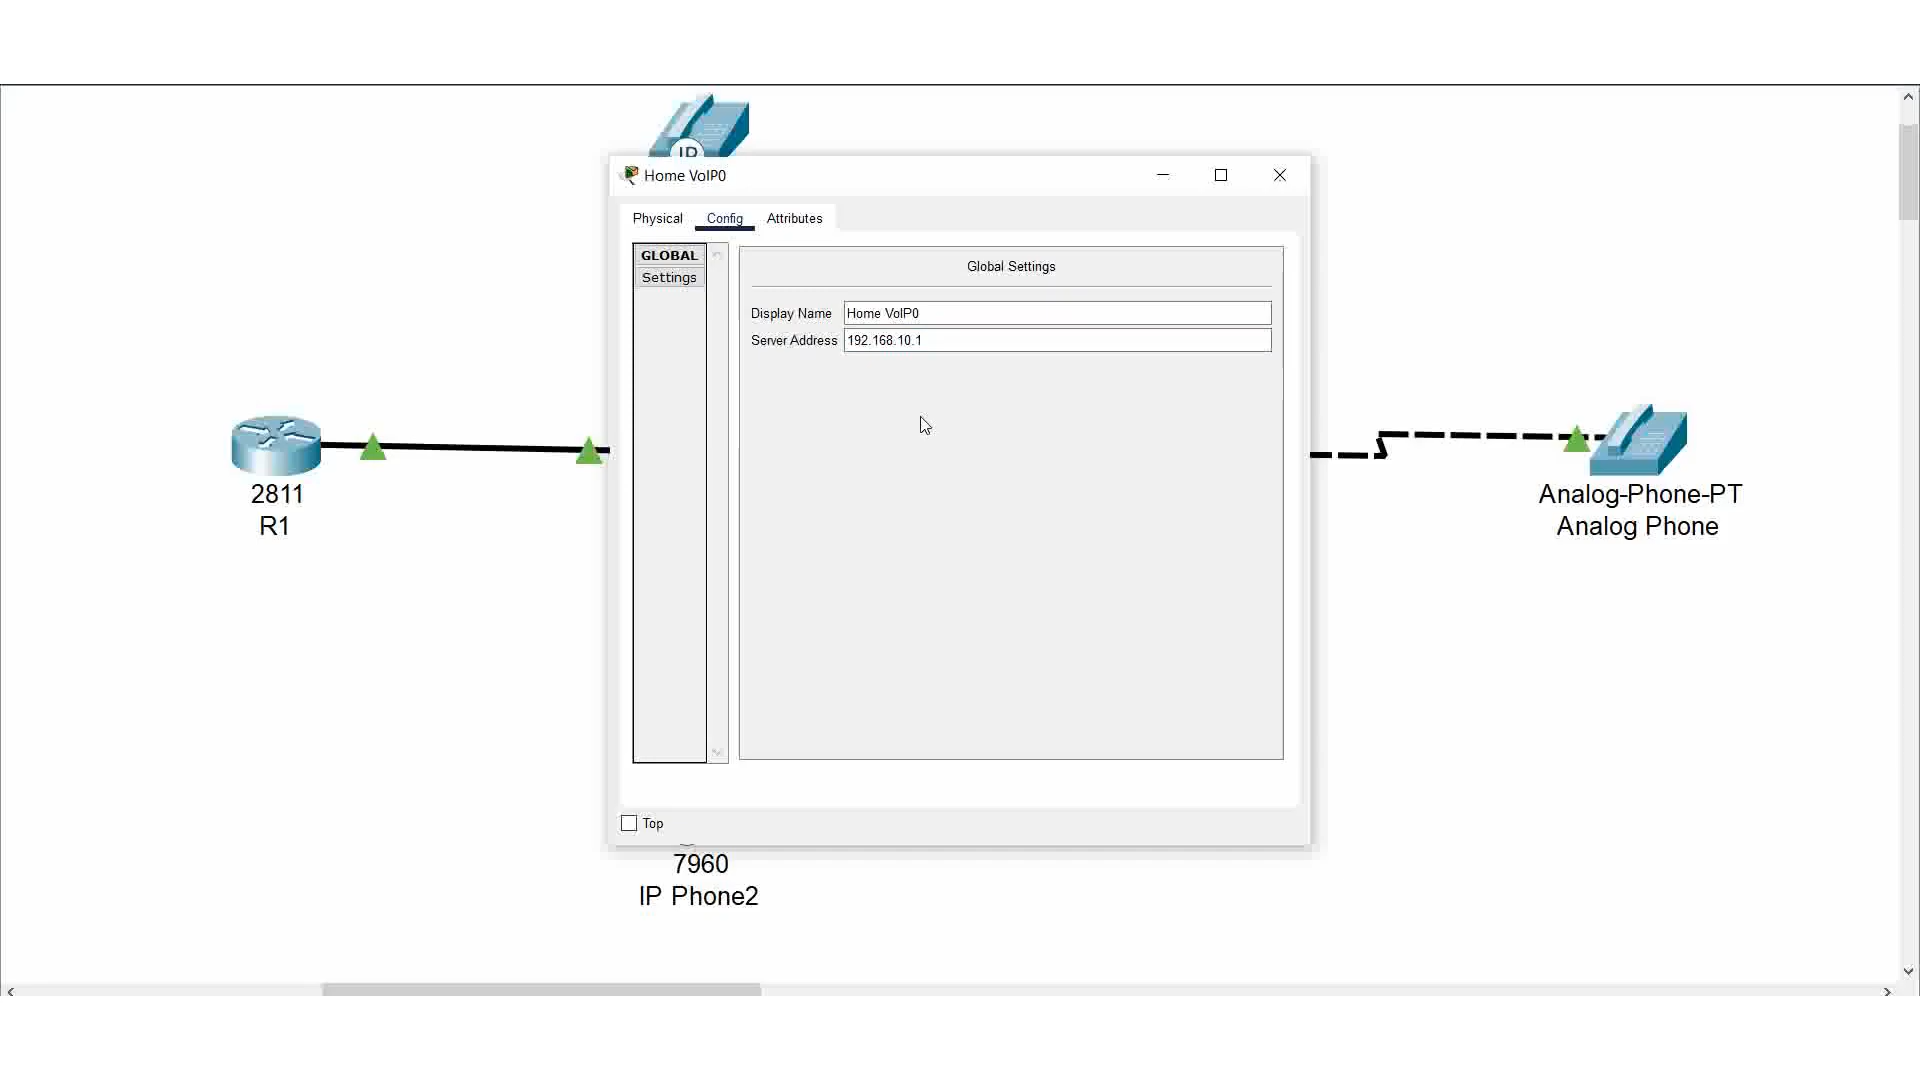 IP
Home VoIP0
Physical
Config
Attributes
GLOBAL
Settings
Global Settings
Display Name
Home VoIP0
Server Address
192.168.10.1
2811
R1
Analog-Phone-PT
Analog Phone
Top
7960
IP Phone2